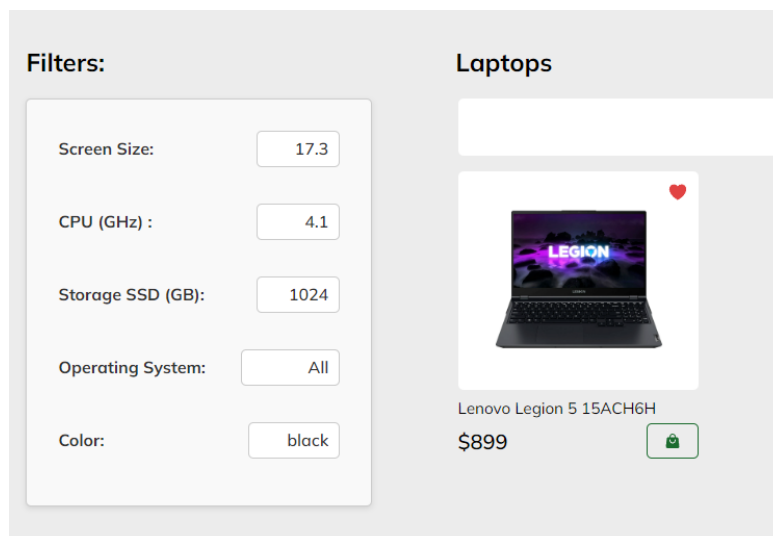 Filters:
Screen Size: 17.3
CPU (GHz) : 4.1
Storage SSD (GB): 1024
Operating System: All
Color: black
Laptops
LEGION
Lenovo Legion 5 15ACH6H
$899